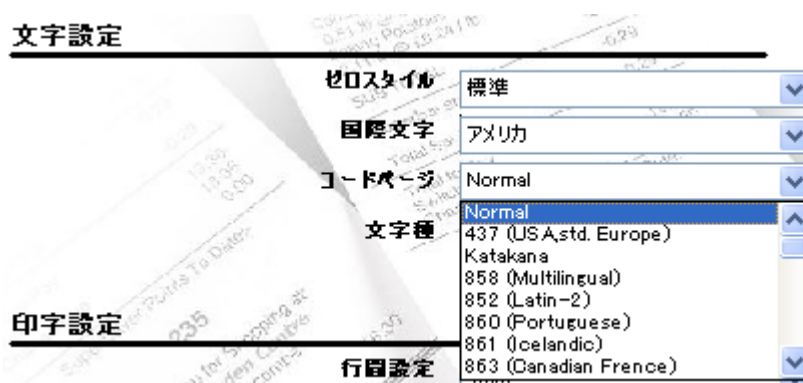 文字設定
ゼロスタイル 標準
国際文字 アメリカ
コードページ Normal
文字種
Normal
437 (USA,std. Europe)
Katakana
858 (Multilingual)
852 (Latin-2)
860 (Portuguese)
861 (Icelandic)
863 (Canadian Frence)
印字設定
行間設定